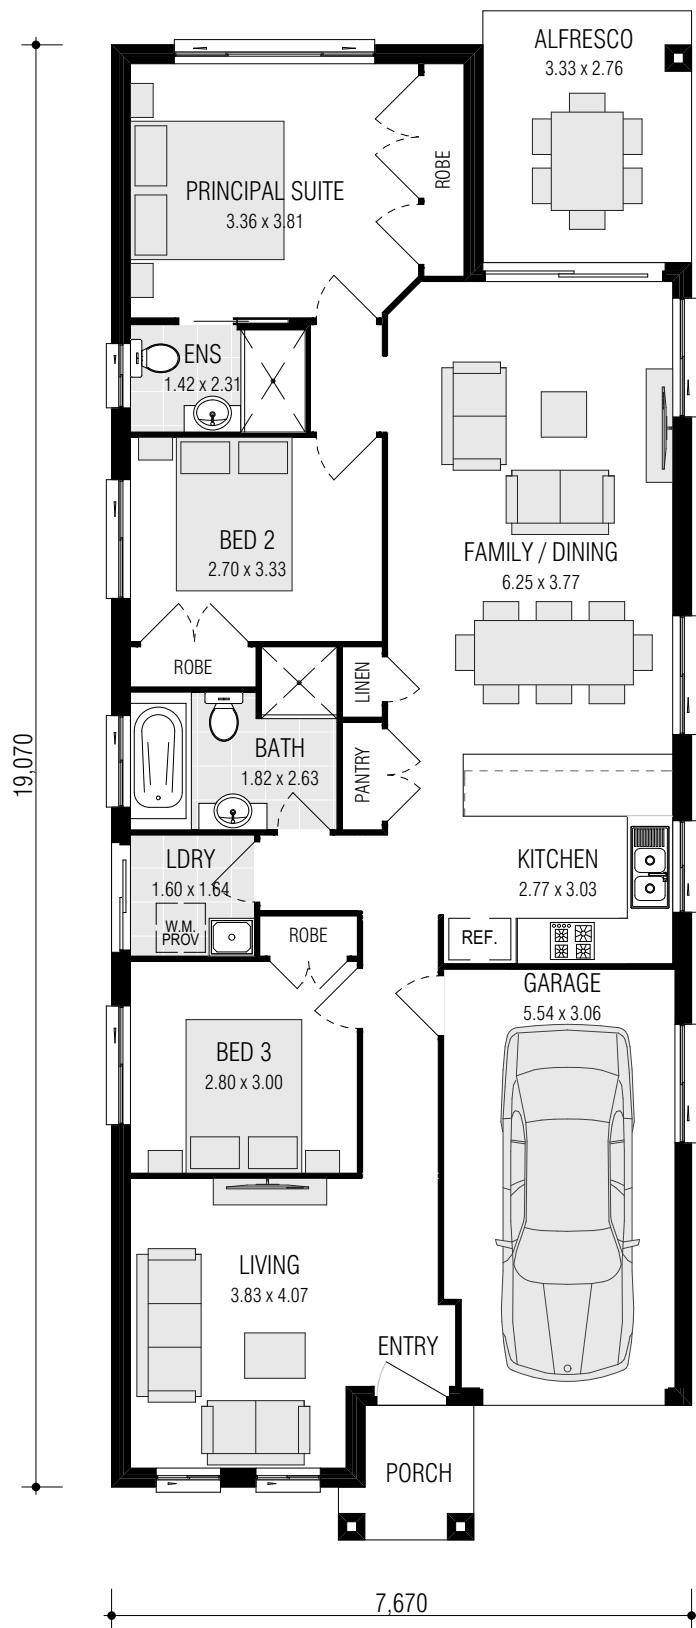 ALFRESCO
3.33 x 2.76
PRINCIPAL SUITE
3.36 x 3.81
ROBE
ENS
1.42 x 2.31
BED 2
2.70 x 3.33
FAMILY / DINING
6.25 x 3.77
ROBE
LINEN
BATH
1.82 x 2.63
PANTRY
19,070
LDRY
1.60 x 1.64
W.M.
PROV
KITCHEN
2.77 x 3.03
ROBE
REF.
GARAGE
5.54 x 3.06
BED 3
2.80 x 3.00
LIVING
3.83 x 4.07
ENTRY
PORCH
7,670